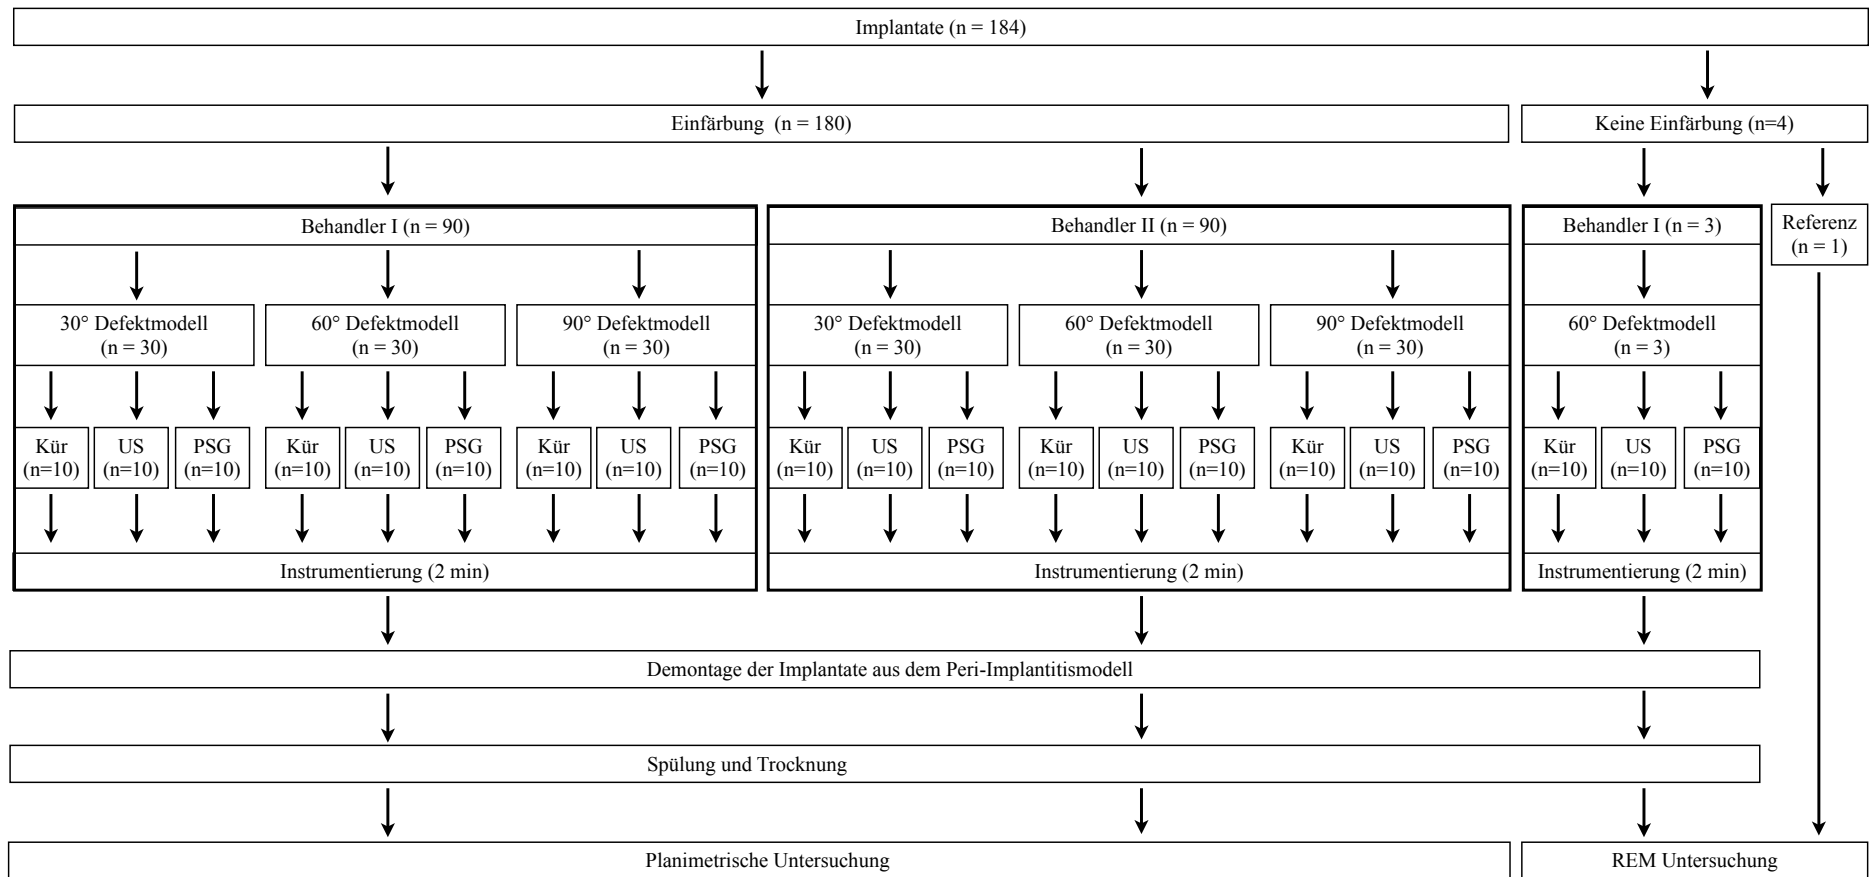 Implantate (n = 184)
Einfärbung (n = 180)
Keine Einfärbung (n=4)
Behandler I (n = 90)
Behandler II (n = 90)
Behandler I (n = 3)
Referenz
(n = 1)
30° Defektmodell
(n = 30)
60° Defektmodell
(n = 30)
90° Defektmodell
(n = 30)
30° Defektmodell
(n = 30)
60° Defektmodell
(n = 30)
90° Defektmodell
(n = 30)
60° Defektmodell
(n = 3)
Kür
(n=10)
US
(n=10)
PSG
(n=10)
Kür
(n=10)
US
(n=10)
PSG
(n=10)
Kür
(n=10)
US
(n=10)
PSG
(n=10)
Kür
(n=10)
US
(n=10)
PSG
(n=10)
Kür
(n=10)
US
(n=10)
PSG
(n=10)
Kür
(n=10)
US
(n=10)
PSG
(n=10)
Kür
(n=10)
US
(n=10)
PSG
(n=10)
Instrumentierung (2 min)
Instrumentierung (2 min)
Instrumentierung (2 min)
Demontage der Implantate aus dem Peri-Implantitismodell
Spülung und Trocknung
Planimetrische Untersuchung
REM Untersuchung